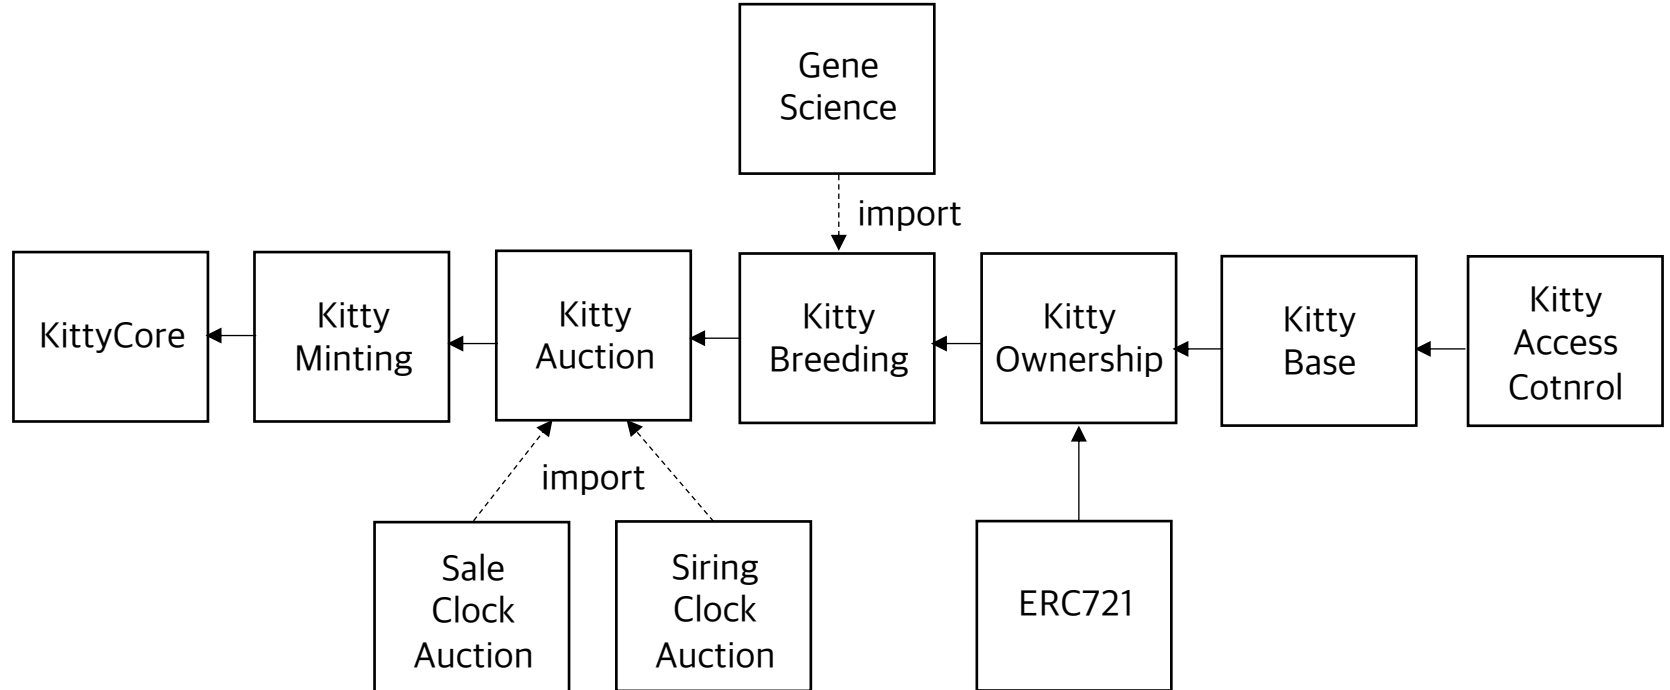 Gene
Science
import
KittyCore
Kitty
Minting
Kitty
Auction
Kitty
Breeding
Kitty
Ownership
Kitty
Base
Kitty
Access
Cotnrol
import
Sale
Clock
Auction
Siring
Clock
Auction
ERC721